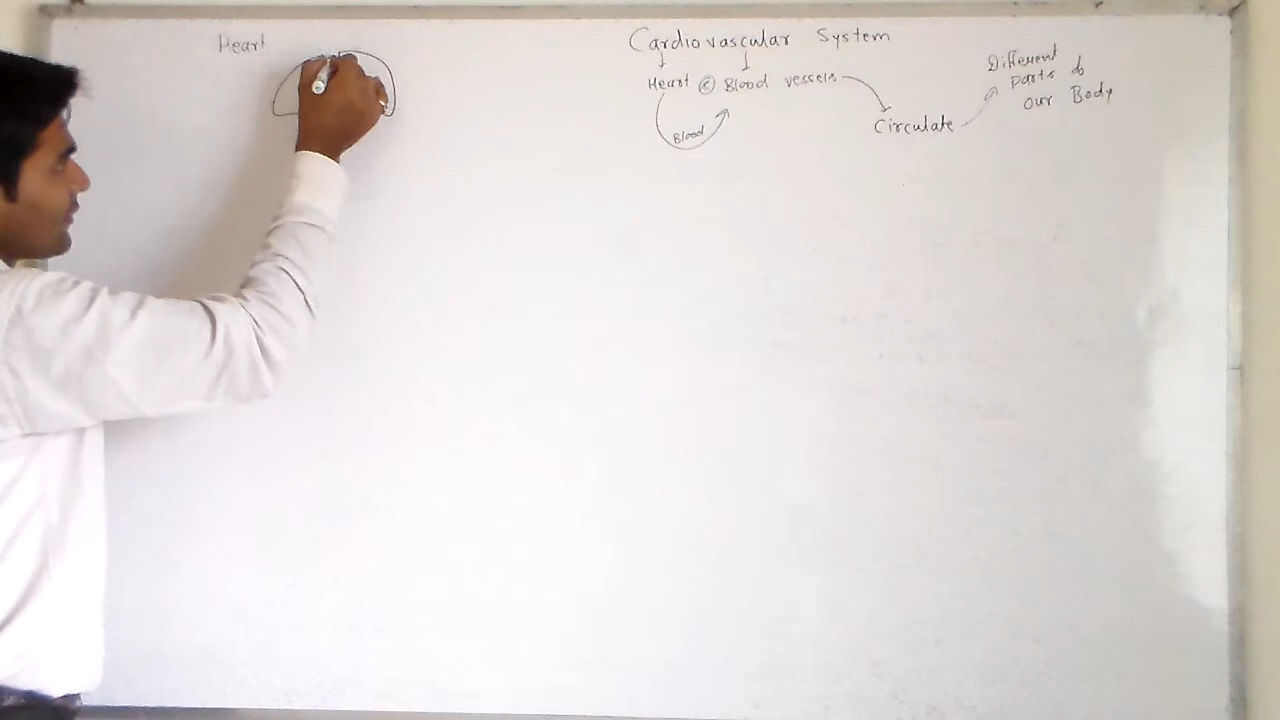 Heart
Cardiovascular System
Heart © Blood vessels
Blood
Circulate
Different
Parts of
our Body